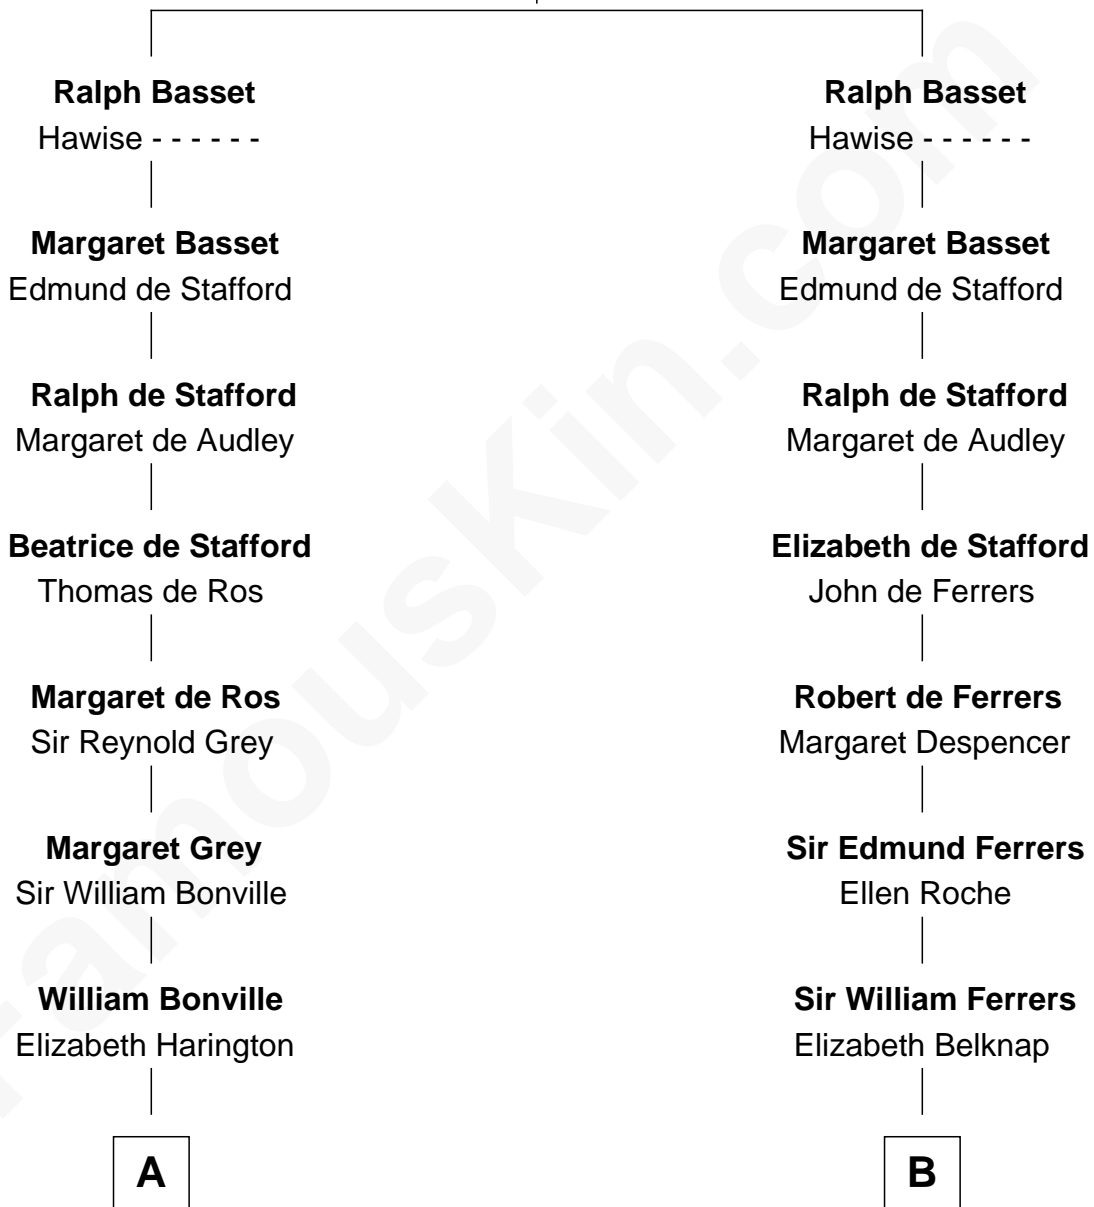 Ralph Basset
Hawise - - - - - -
Margaret Basset
Edmund de Stafford
Ralph de Stafford
Margaret de Audley
Beatrice de Stafford
Thomas de Ros
Margaret de Ros
Sir Reynold Grey
Margaret Grey
Sir William Bonville
William Bonville
Elizabeth Harington
A
Ralph Basset
Hawise - - - - - -
Margaret Basset
Edmund de Stafford
Ralph de Stafford
Margaret de Audley
Elizabeth de Stafford
John de Ferrers
Robert de Ferrers
Margaret Despencer
Sir Edmund Ferrers
Ellen Roche
Sir William Ferrers
Elizabeth Belknap
B
FamousKin.com